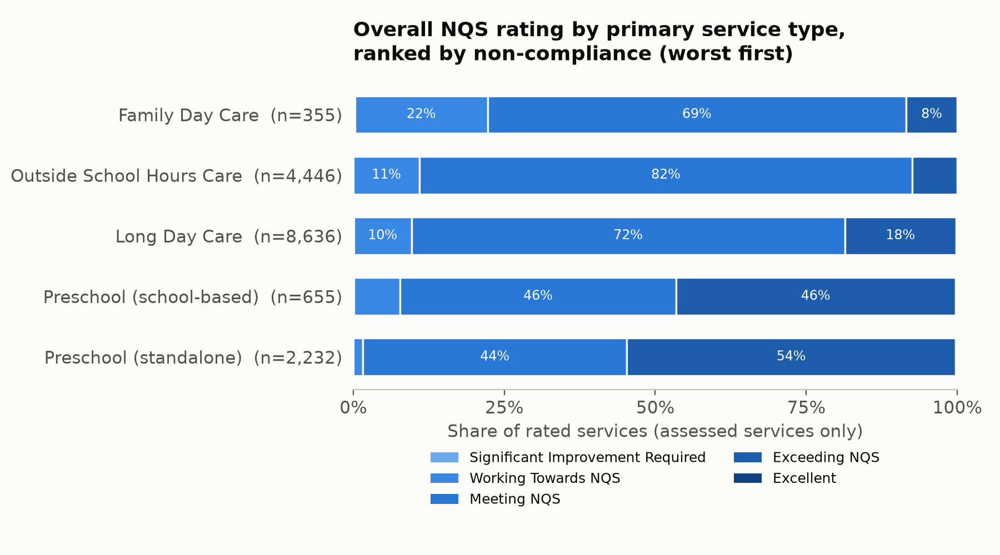 Overall NQS rating by primary service type,
ranked by non-compliance (worst first)
Family Day Care  (n=355)
22%
69%
8%
Outside School Hours Care  (n=4,446)
11%
82%
Long Day Care  (n=8,636)
10%
72%
18%
Preschool (school-based)  (n=655)
46%
46%
Preschool (standalone)  (n=2,232)
44%
54%
0%
25%
50%
75%
100%
Share of rated services (assessed services only)
Significant Improvement Required
Working Towards NQS
Meeting NQS
Exceeding NQS
Excellent